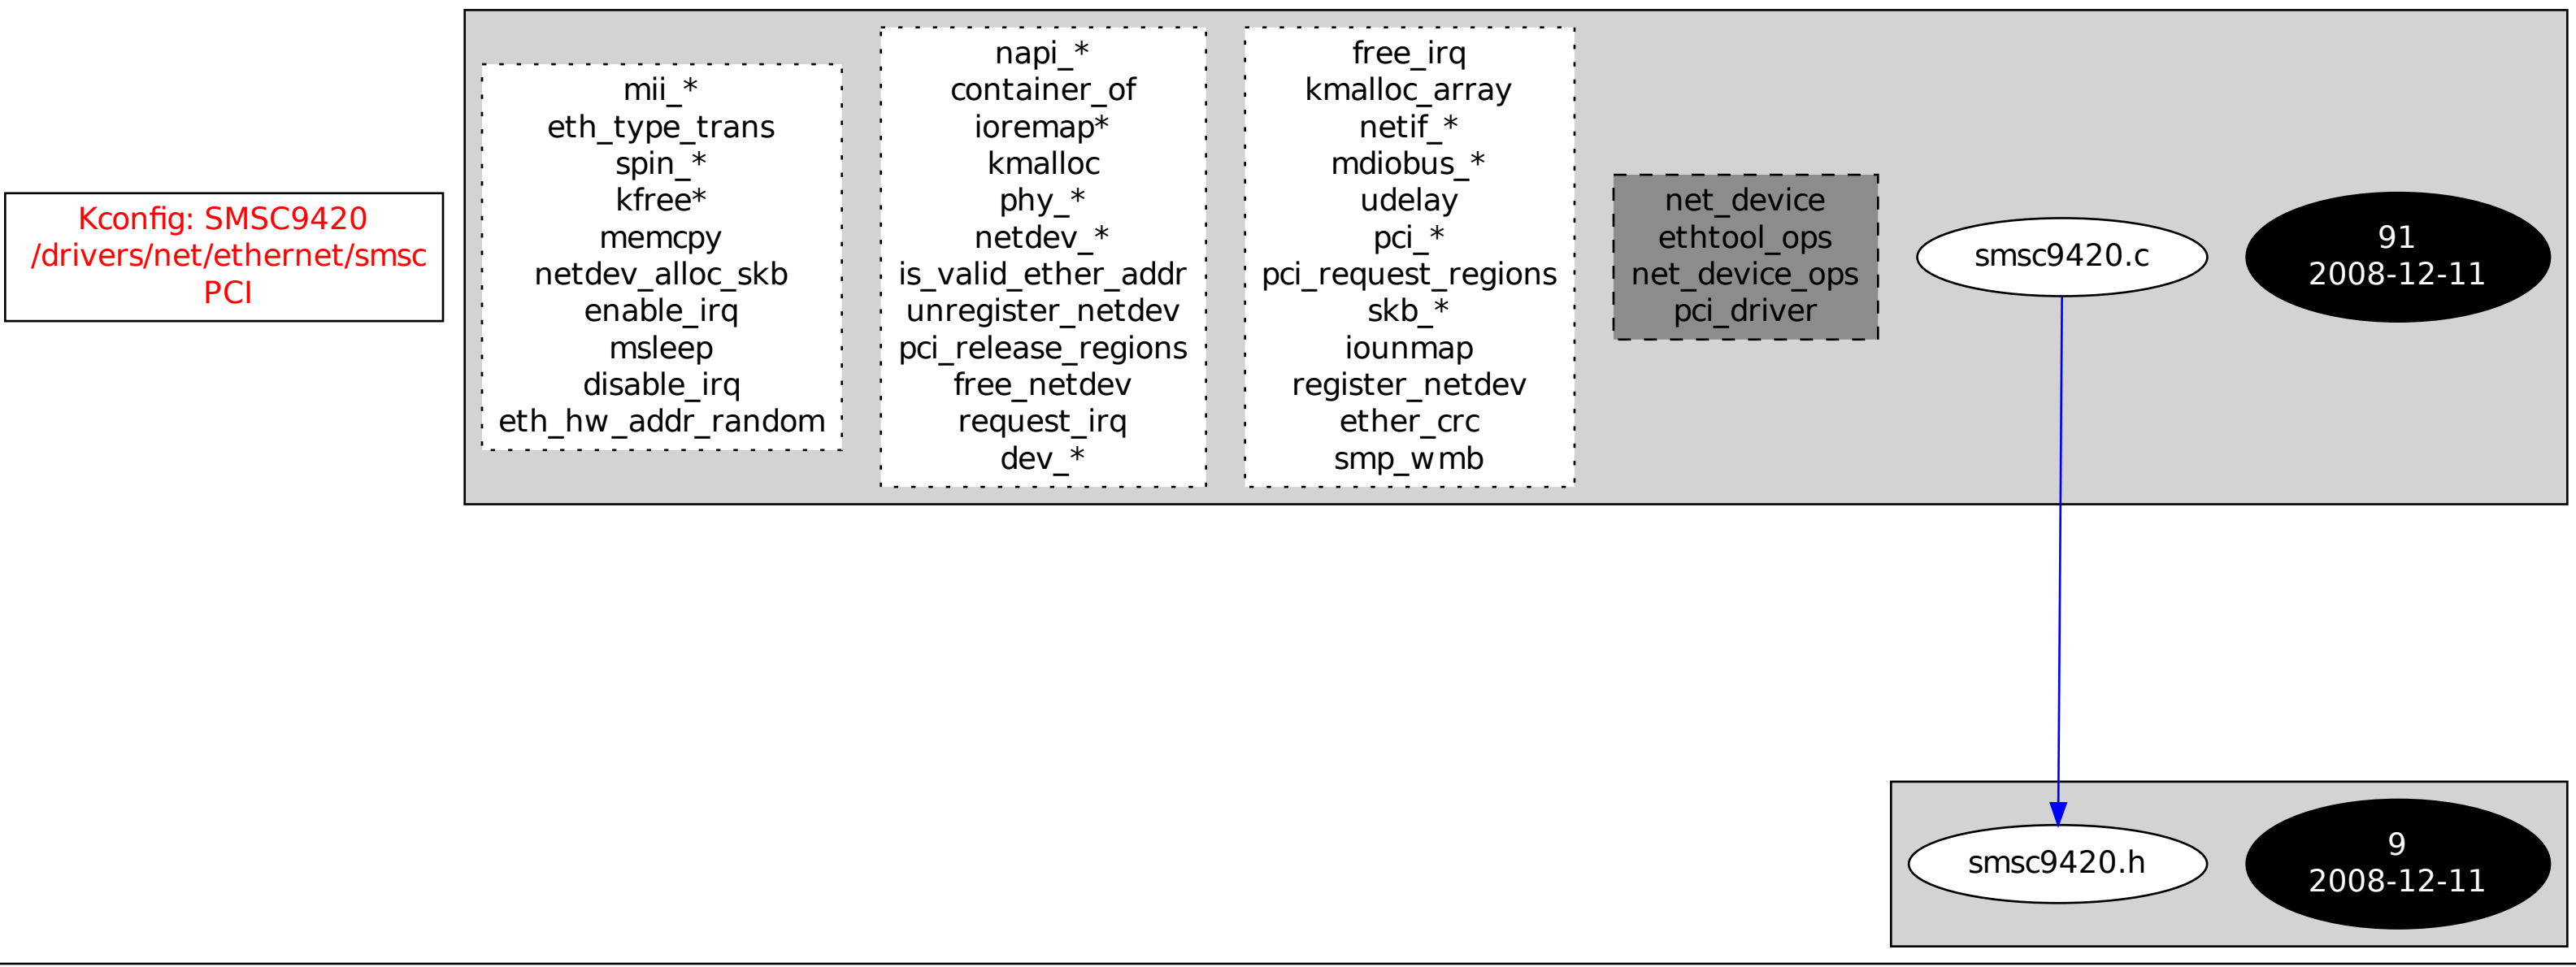 Kconfig: SMSC9420
/drivers/net/ethernet/smsc
PCI
mii_*
eth_type_trans
spin_*
kfree*
memcpy
netdev_alloc_skb
enable_irq
msleep
disable_irq
eth_hw_addr_random
napi_*
container_of
ioremap*
kmalloc
phy_*
netdev_*
is_valid_ether_addr
unregister_netdev
pci_release_regions
free_netdev
request_irq
dev_*
free_irq
kmalloc_array
netif_*
mdiobus_*
udelay
pci_*
pci_request_regions
skb_*
iounmap
register_netdev
ether_crc
smp_wmb
net_device
ethtool_ops
net_device_ops
pci_driver
smsc9420.c
91
2008-12-11
smsc9420.h
9
2008-12-11